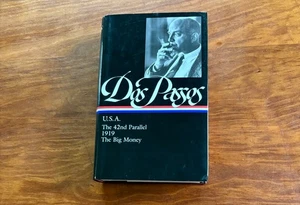 Dos Passos
U.S.A.
The 42nd Parallel
1919
The Big Money